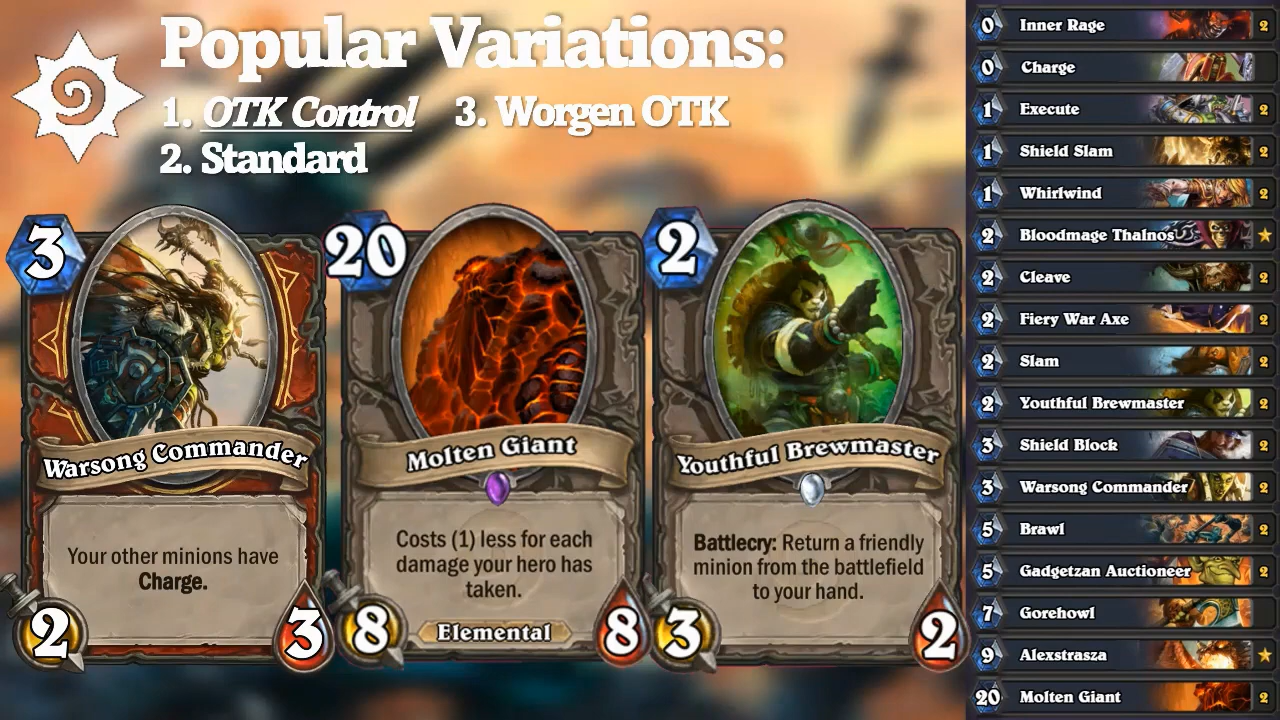 Popular Variations:
1. OTK Control 3. Worgen OTK
2. Standard
3
Warsong Commander
Your other minions have
Charge.
2 3
20
Molten Giant
Costs (1) less for each
damage your hero has
taken.
8 Elemental 8
2
Youthful Brewmaster
Battlecry: Return a friendly
minion from the battlefield
to your hand.
3 2
0 Inner Rage 2
0 Charge
1 Execute 2
1 Shield Slam 2
1 Whirlwind 2
2 Bloodmage Thalnos
2 Cleave 2
2 Fiery War Axe 2
2 Slam 2
2 Youthful Brewmaster 2
3 Shield Block 2
3 Warsong Commander 2
5 Brawl 2
5 Gadgetzan Auctioneer 2
7 Gorehowl
9 Alexstrasza
20 Molten Giant 2